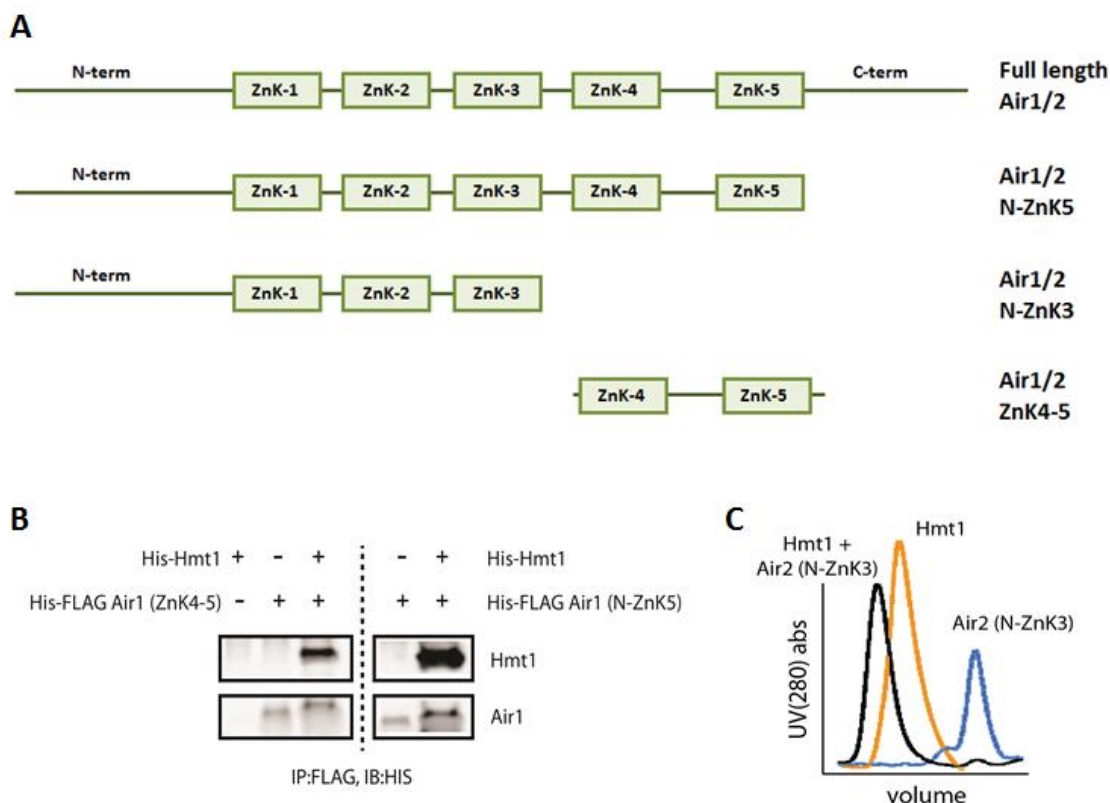 A
N-term
C-term
ZnK-1 ZnK-2 ZnK-3 ZnK-4 ZnK-5
Full length
Air1/2
N-term
ZnK-1 ZnK-2 ZnK-3 ZnK-4 ZnK-5
Air1/2
N-ZnK5
N-term
ZnK-1 ZnK-2 ZnK-3
Air1/2
N-ZnK3
ZnK-4 ZnK-5
Air1/2
ZnK4-5
B
His-Hmt1 + - + - + His-Hmt1
His-FLAG Air1 (ZnK4-5) - + + + + His-FLAG Air1 (N-ZnK5)
Hmt1
Air1
IP:FLAG, IB:HIS
C
Hmt1
Hmt1 +
Air2 (N-ZnK3)
Air2 (N-ZnK3)
UV(280) abs
volume